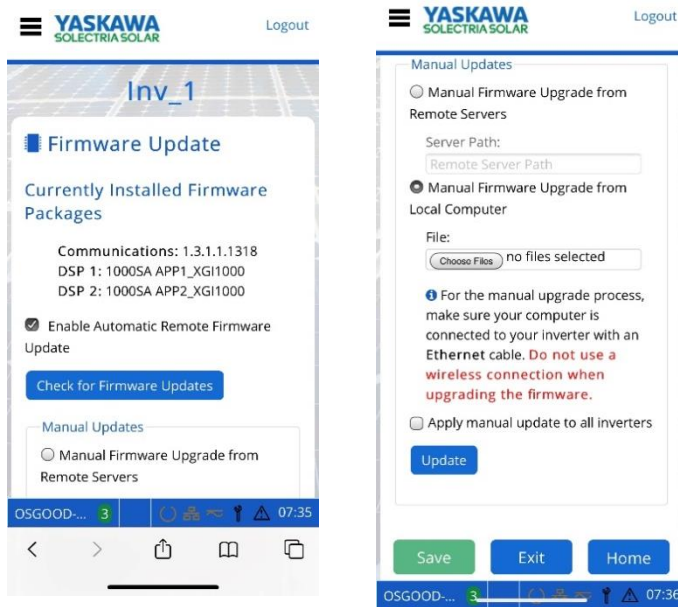 YASKAWA
SOLECTRIA SOLAR
Logout
Inv_1
Firmware Update
Currently Installed Firmware
Packages
Communications: 1.3.1.1.1318
DSP 1: 1000SA APP1_XGI1000
DSP 2: 1000SA APP2_XGI1000
Enable Automatic Remote Firmware
Update
Check for Firmware Updates
Manual Updates
Manual Firmware Upgrade from
Remote Servers
OSGOOD-... 3 07:35
YASKAWA
SOLECTRIA SOLAR
Logout
Manual Updates
Manual Firmware Upgrade from
Remote Servers
Server Path:
Remote Server Path
Manual Firmware Upgrade from
Local Computer
File:
Choose Files no files selected
For the manual upgrade process,
make sure your computer is
connected to your inverter with an
Ethernet cable. Do not use a
wireless connection when
upgrading the firmware.
Apply manual update to all inverters
Update
Save Exit Home
OSGOOD-... 3 07:36